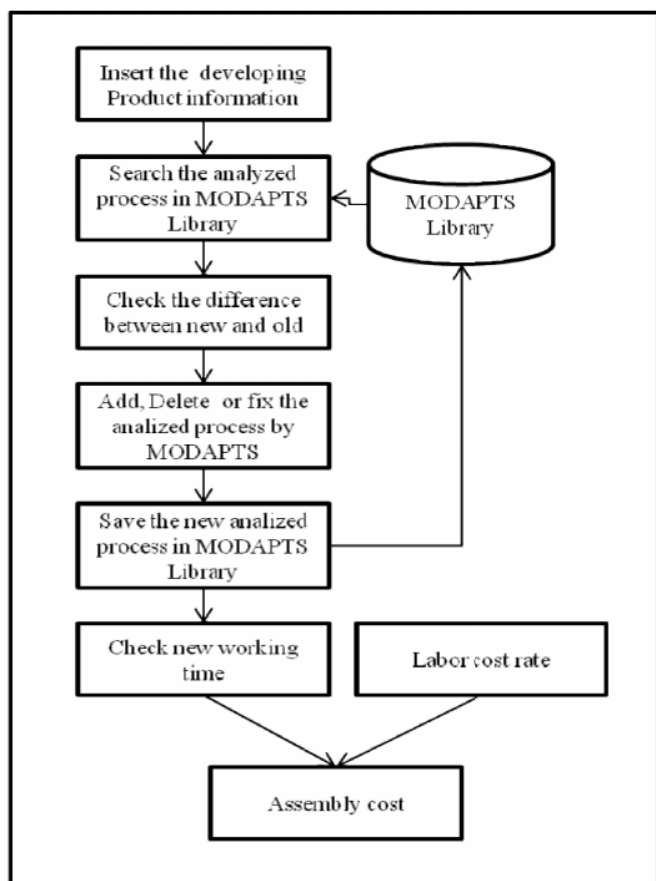 Insert the developing
Product information
Search the analyzed
process in MODAPTS
Library
MODAPTS
Library
Check the difference
between new and old
Add, Delete or fix the
analized process by
MODAPTS
Save the new analized
process in MODAPTS
Library
Check new working
time
Labor cost rate
Assembly cost